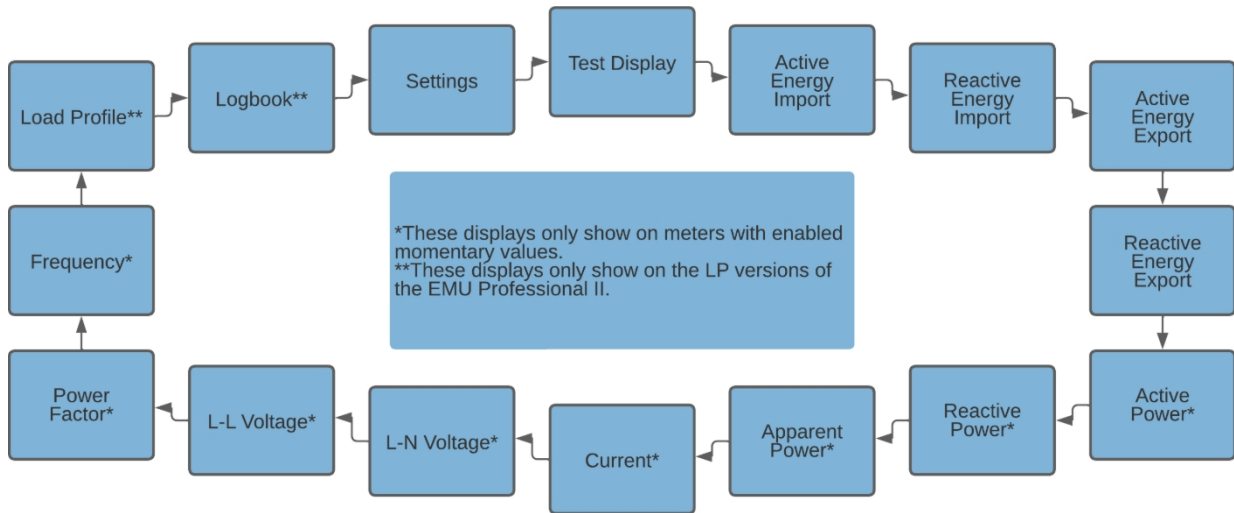 Test Display
Settings
Logbook**
Load Profile**
Active
Energy
Import
Reactive
Energy
Import
Active
Energy
Export
*These displays only show on meters with enabled
momentary values.
**These displays only show on the LP versions of
the EMU Professional II.
Frequency*
Reactive
Energy
Export
Power
Factor*
L-L Voltage*
L-N Voltage*
Current*
Apparent
Power*
Reactive
Power*
Active
Power*